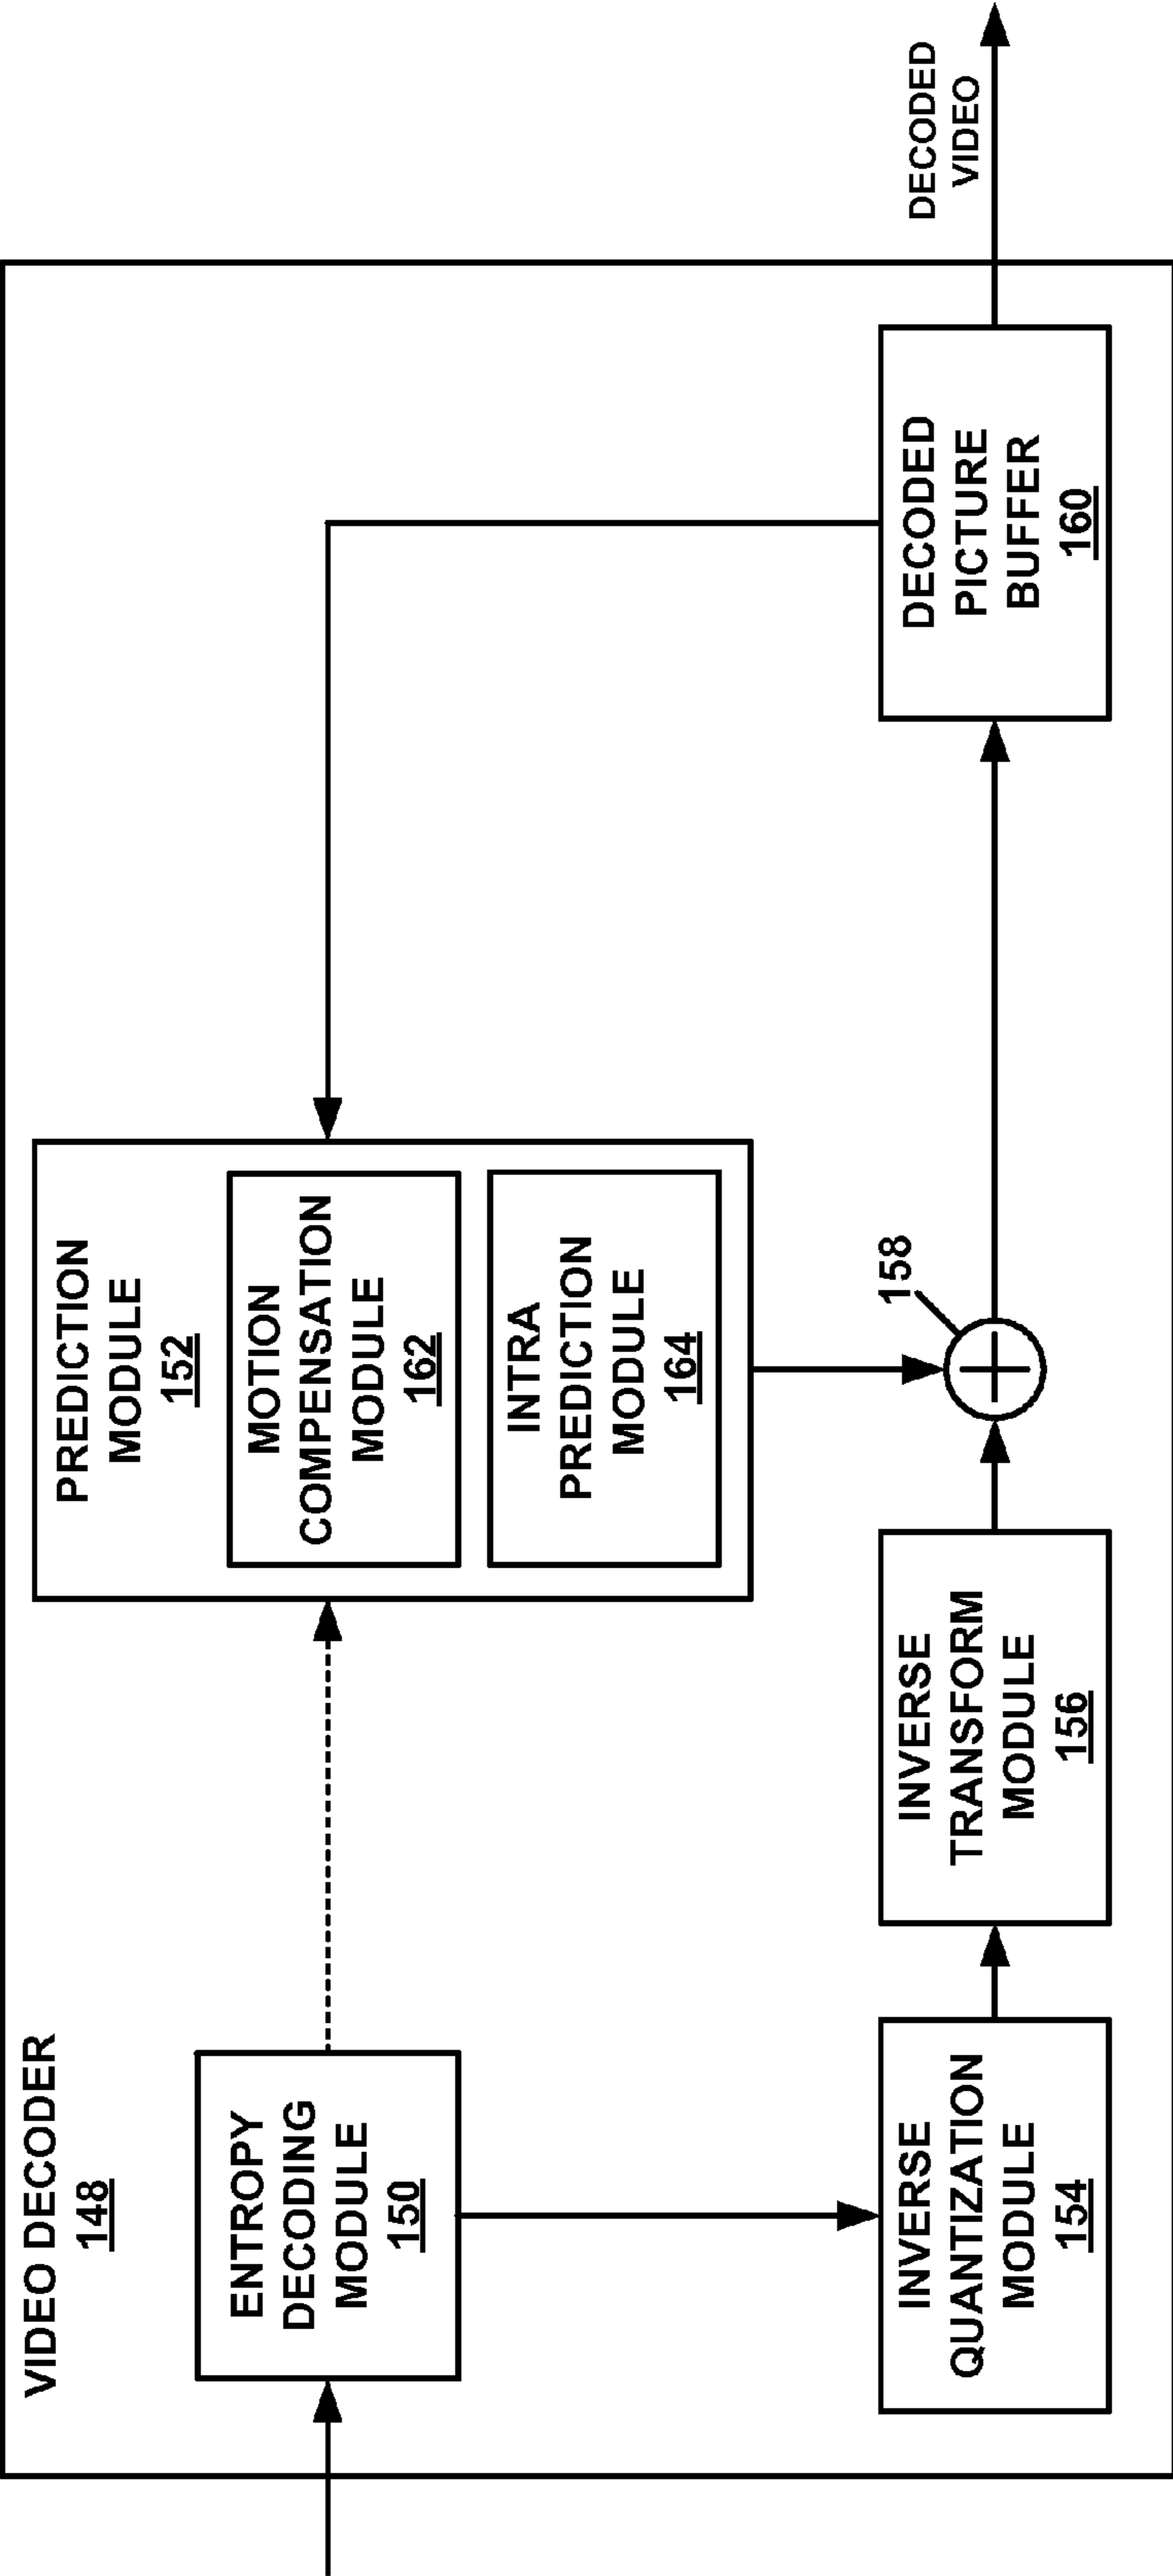 VIDEO DECODER
148
ENTROPY
DECODING
MODULE
150
PREDICTION
MODULE
152
MOTION
COMPENSATION
MODULE
162
INTRA
PREDICTION
MODULE
164
INVERSE
QUANTIZATION
MODULE
154
INVERSE
TRANSFORM
MODULE
156
158
DECODED
PICTURE
BUFFER
160
DECODED
VIDEO